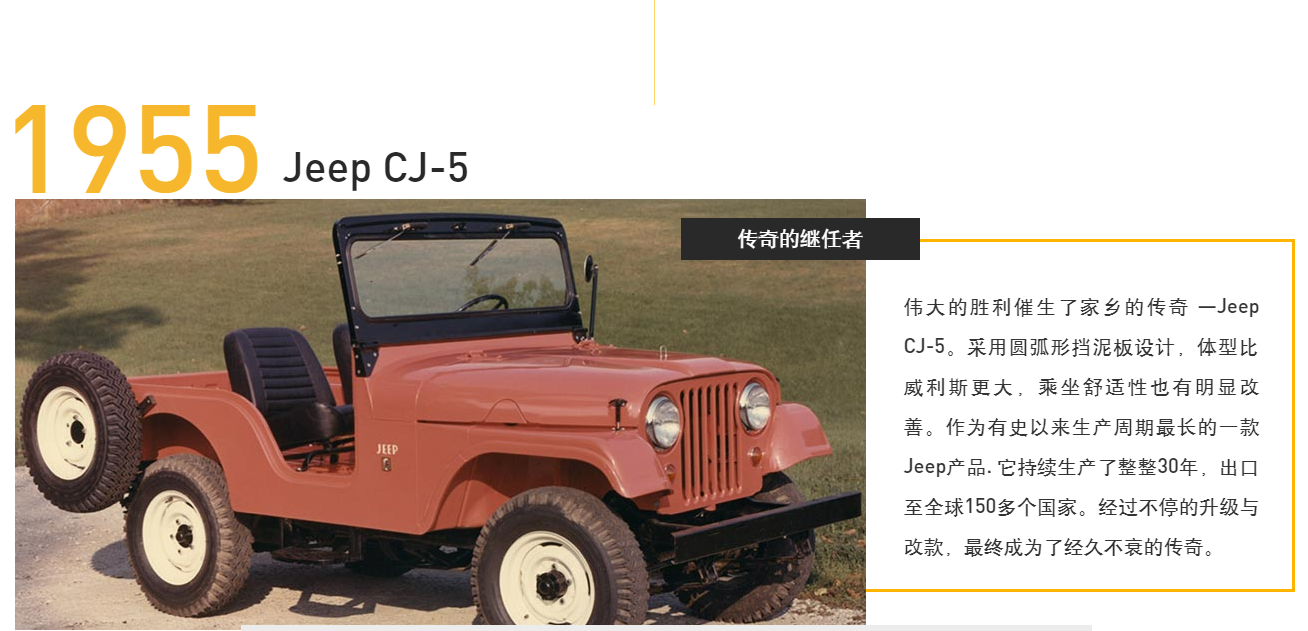 1955 Jeep CJ-5
传奇的继任者
伟大的胜利催生了家乡的传奇 —Jeep
CJ-5。采用圆弧形挡泥板设计，体型比
威利斯更大，乘坐舒适性也有明显改
善。作为有史以来生产周期最长的一款
Jeep产品. 它持续生产了整整30年，出口
至全球150多个国家。经过不停的升级与
改款，最终成为了经久不衰的传奇。
JEEP